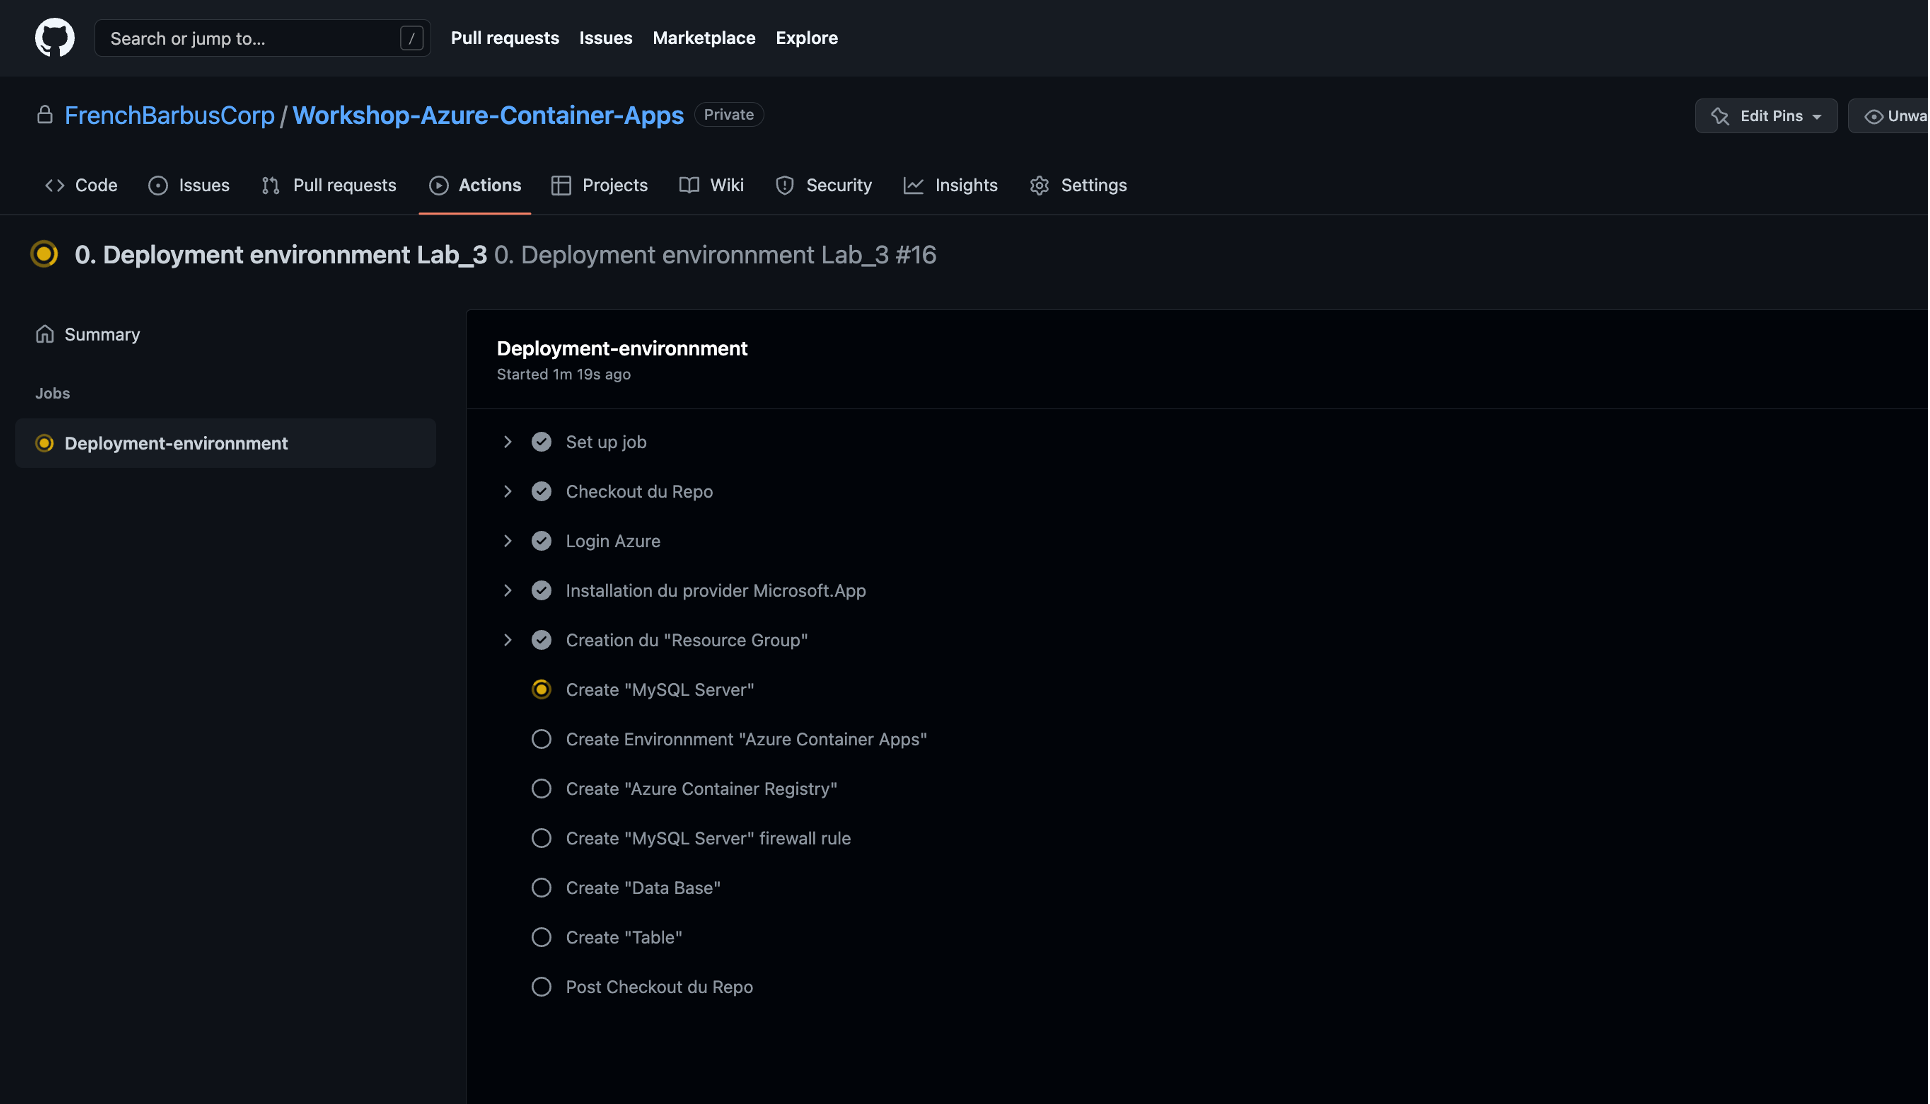 Search or jump to... /
Pull requests Issues Marketplace Explore
FrenchBarbusCorp / Workshop-Azure-Container-Apps Private
Edit Pins
Unwa
Code Issues Pull requests Actions Projects Wiki Security Insights Settings
0. Deployment environnment Lab_3 0. Deployment environnment Lab_3 #16
Summary
Jobs
Deployment-environnment
Deployment-environnment
Started 1m 19s ago
Set up job
Checkout du Repo
Login Azure
Installation du provider Microsoft.App
Creation du "Resource Group"
Create "MySQL Server"
Create Environnment "Azure Container Apps"
Create "Azure Container Registry"
Create "MySQL Server" firewall rule
Create "Data Base"
Create "Table"
Post Checkout du Repo